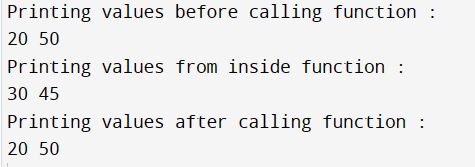 Printing values before calling function :
20 50
Printing values from inside function :
30 45
Printing values after calling function :
20 50